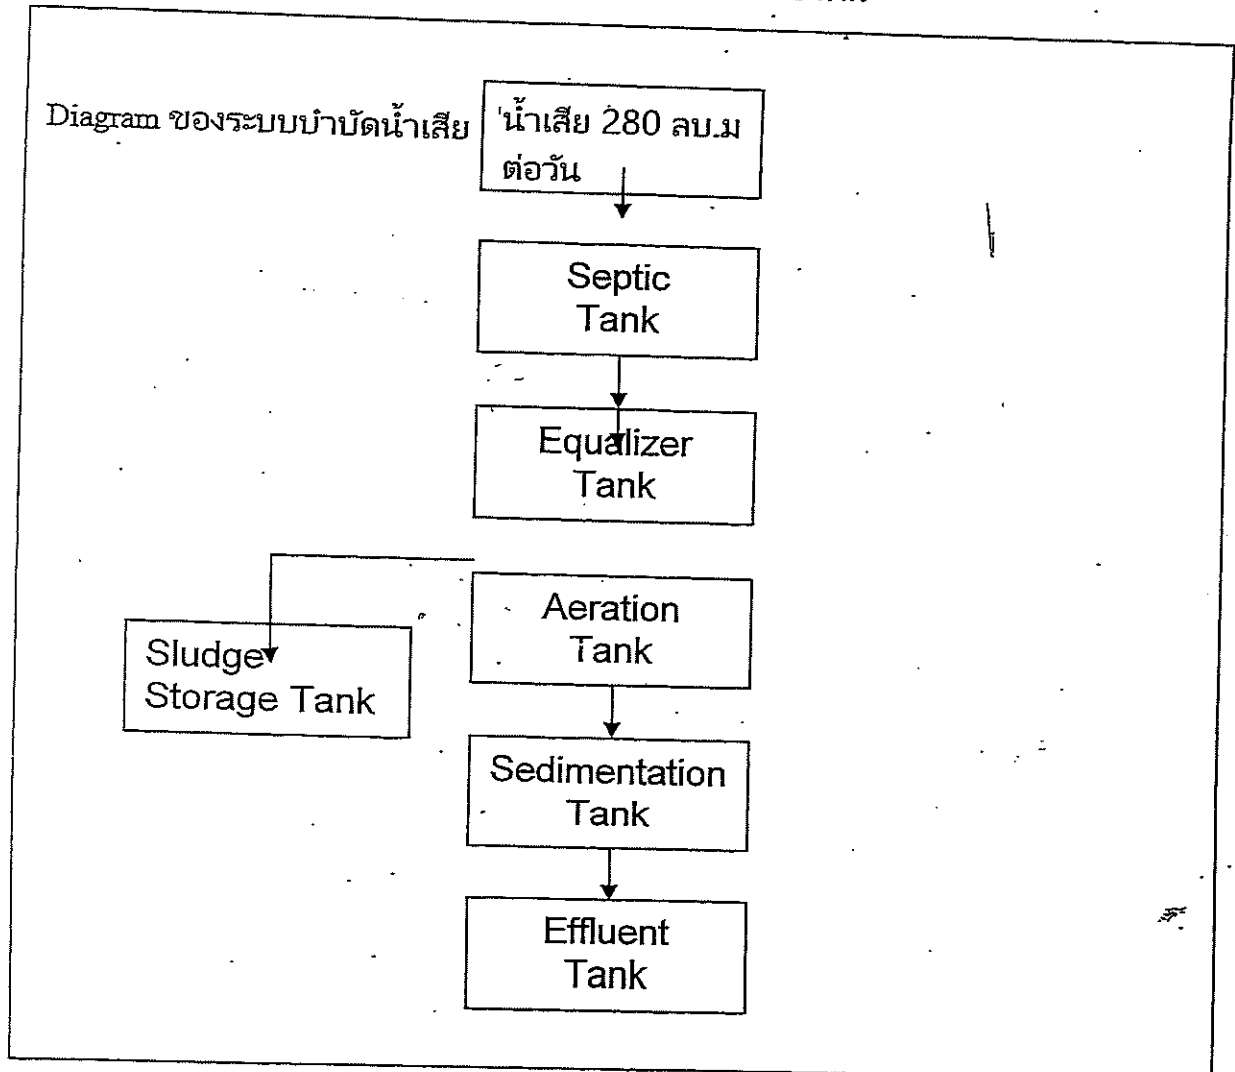 Diagram ของระบบบำบัดน้ำเสีย
น้ำเสีย 280 ลบ.ม
ต่อวัน
Septic
Tank
Equalizer
Tank
Aeration
Tank
Sludge
Storage Tank
Sedimentation
Tank
Effluent
Tank